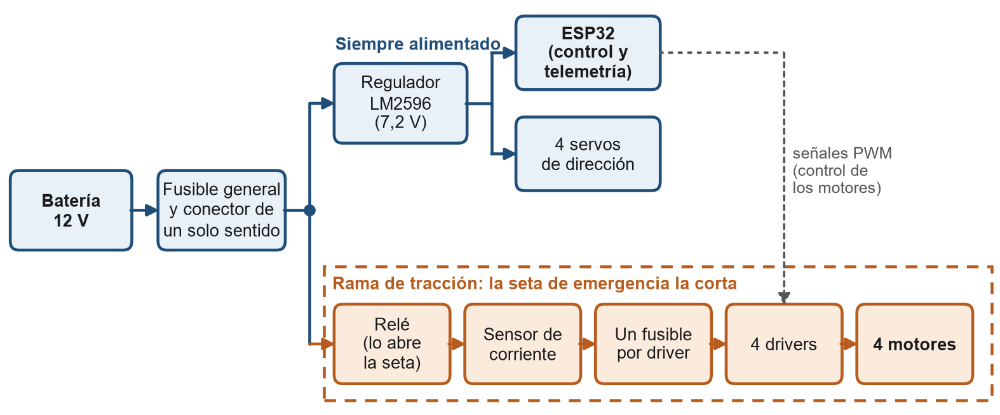 Siempre alimentado
ESP32
(control y
telemetría)
Regulador
LM2596
(7,2 V)
4 servos
de dirección
señales PWM
(control de
los motores)
Batería
12 V
Fusible general
y conector de
un solo sentido
Rama de tracción: la seta de emergencia la corta
Relé
(lo abre
la seta)
Sensor de
corriente
Un fusible
por driver
4 drivers
4 motores